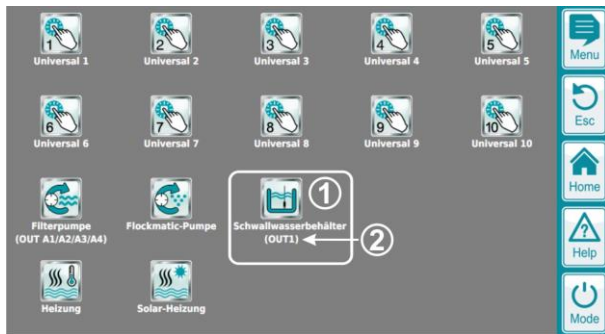 1
2
3
4
5
Universal 1
Universal 2
Universal 3
Universal 4
Universal 5
Menu
6
7
8
9
10
Universal 6
Universal 7
Universal 8
Universal 9
Universal 10
Esc
1
Filterpumpe
(OUT A1/A2/A3/A4)
Flockmatic-Pumpe
Schwallwasserbehälter
(OUT1)
2
Home
?
Help
Heizung
Solar-Heizung
Mode